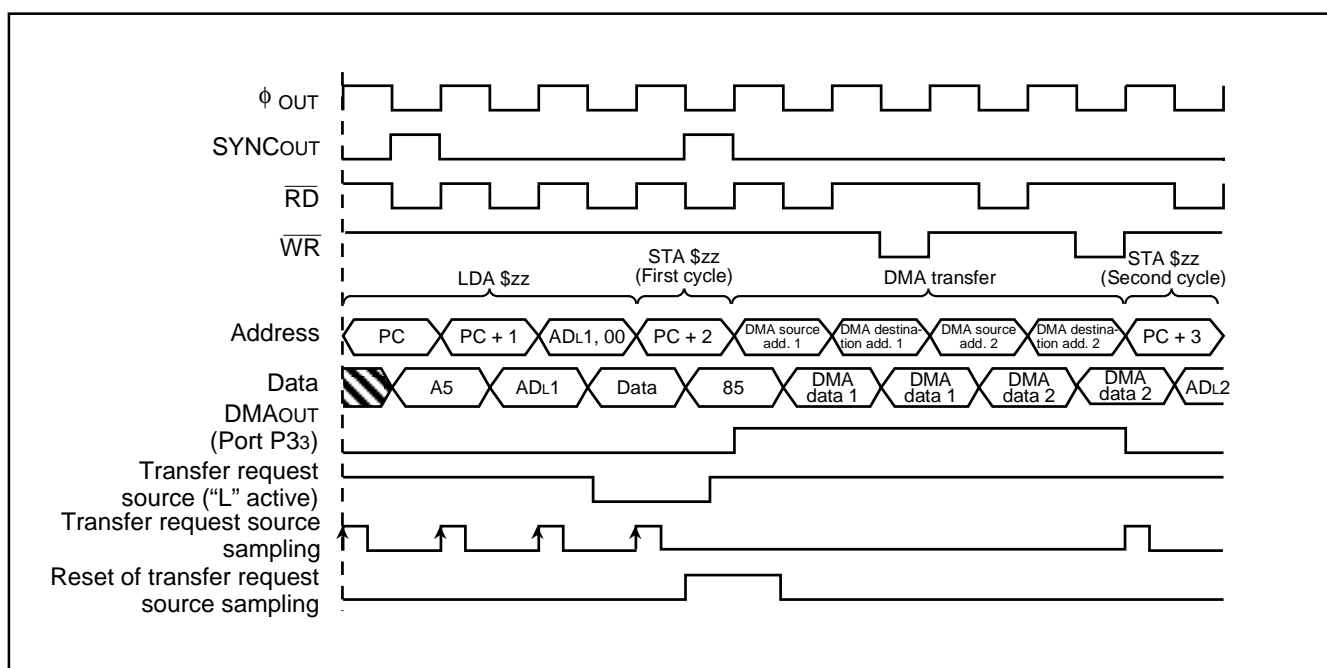 ϕ OUT
SYNCOUT
RD
WR
LDA $zz
STA $zz
(First cycle)
DMA transfer
STA $zz
(Second cycle)
Address
PC
PC + 1
ADL1, 00
PC + 2
DMA source
add. 1
DMA destina-
tion add. 1
DMA source
add. 2
DMA destina-
tion add. 2
PC + 3
Data
A5
ADL1
Data
85
DMA
data 1
DMA
data 1
DMA
data 2
DMA
data 2
ADL2
DMAOUT
(Port P33)
Transfer request
source (“L” active)
Transfer request source
sampling
Reset of transfer request
source sampling